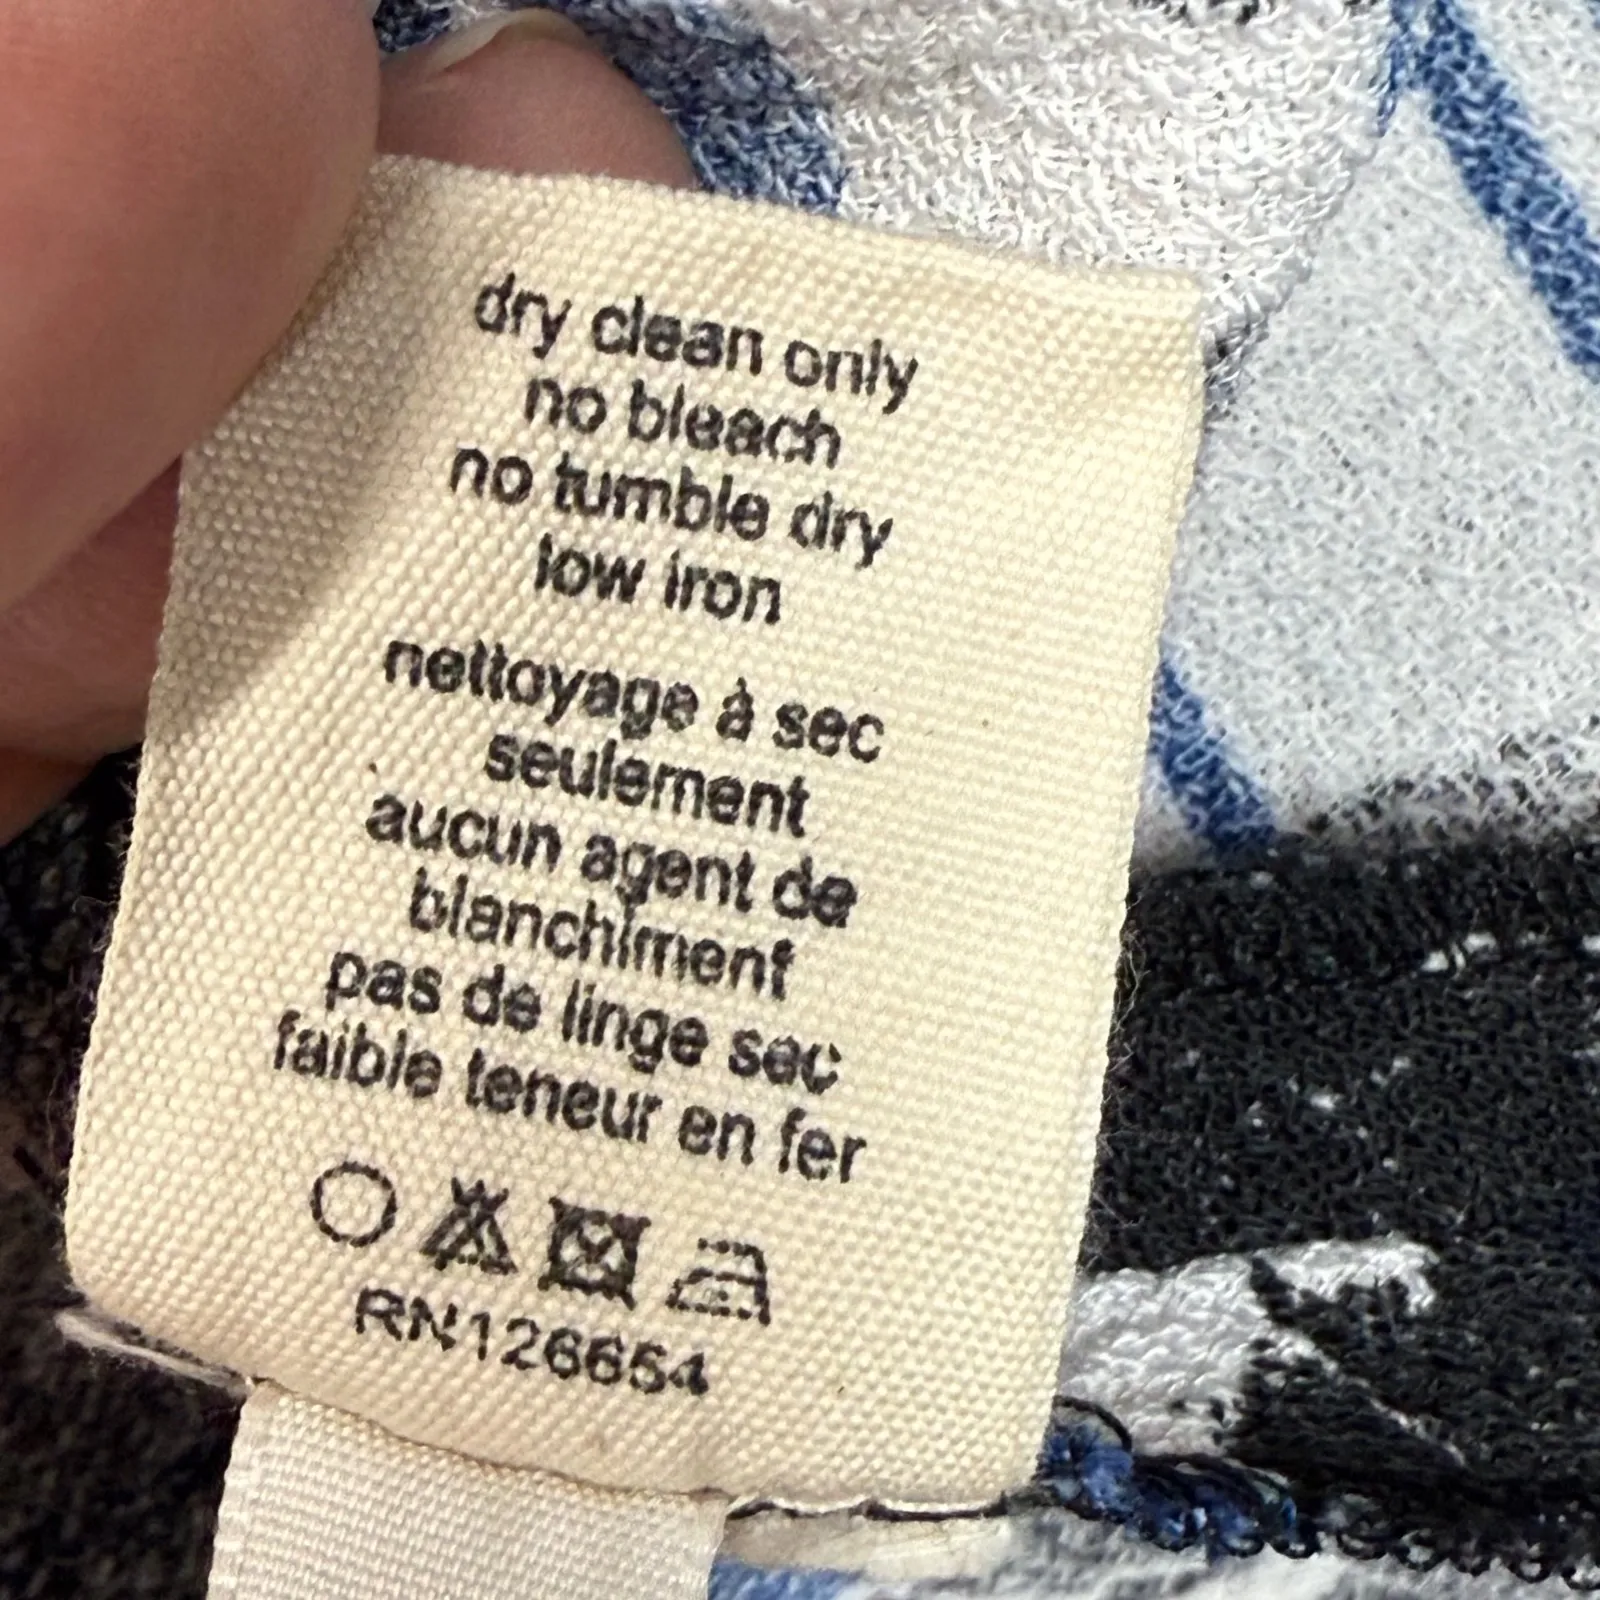 dry clean only
no bleach
no tumble dry
low iron
nettoyage à sec
seulement
aucun agent de
blanchiment
pas de linge sec
faible teneur en fer
RN126654